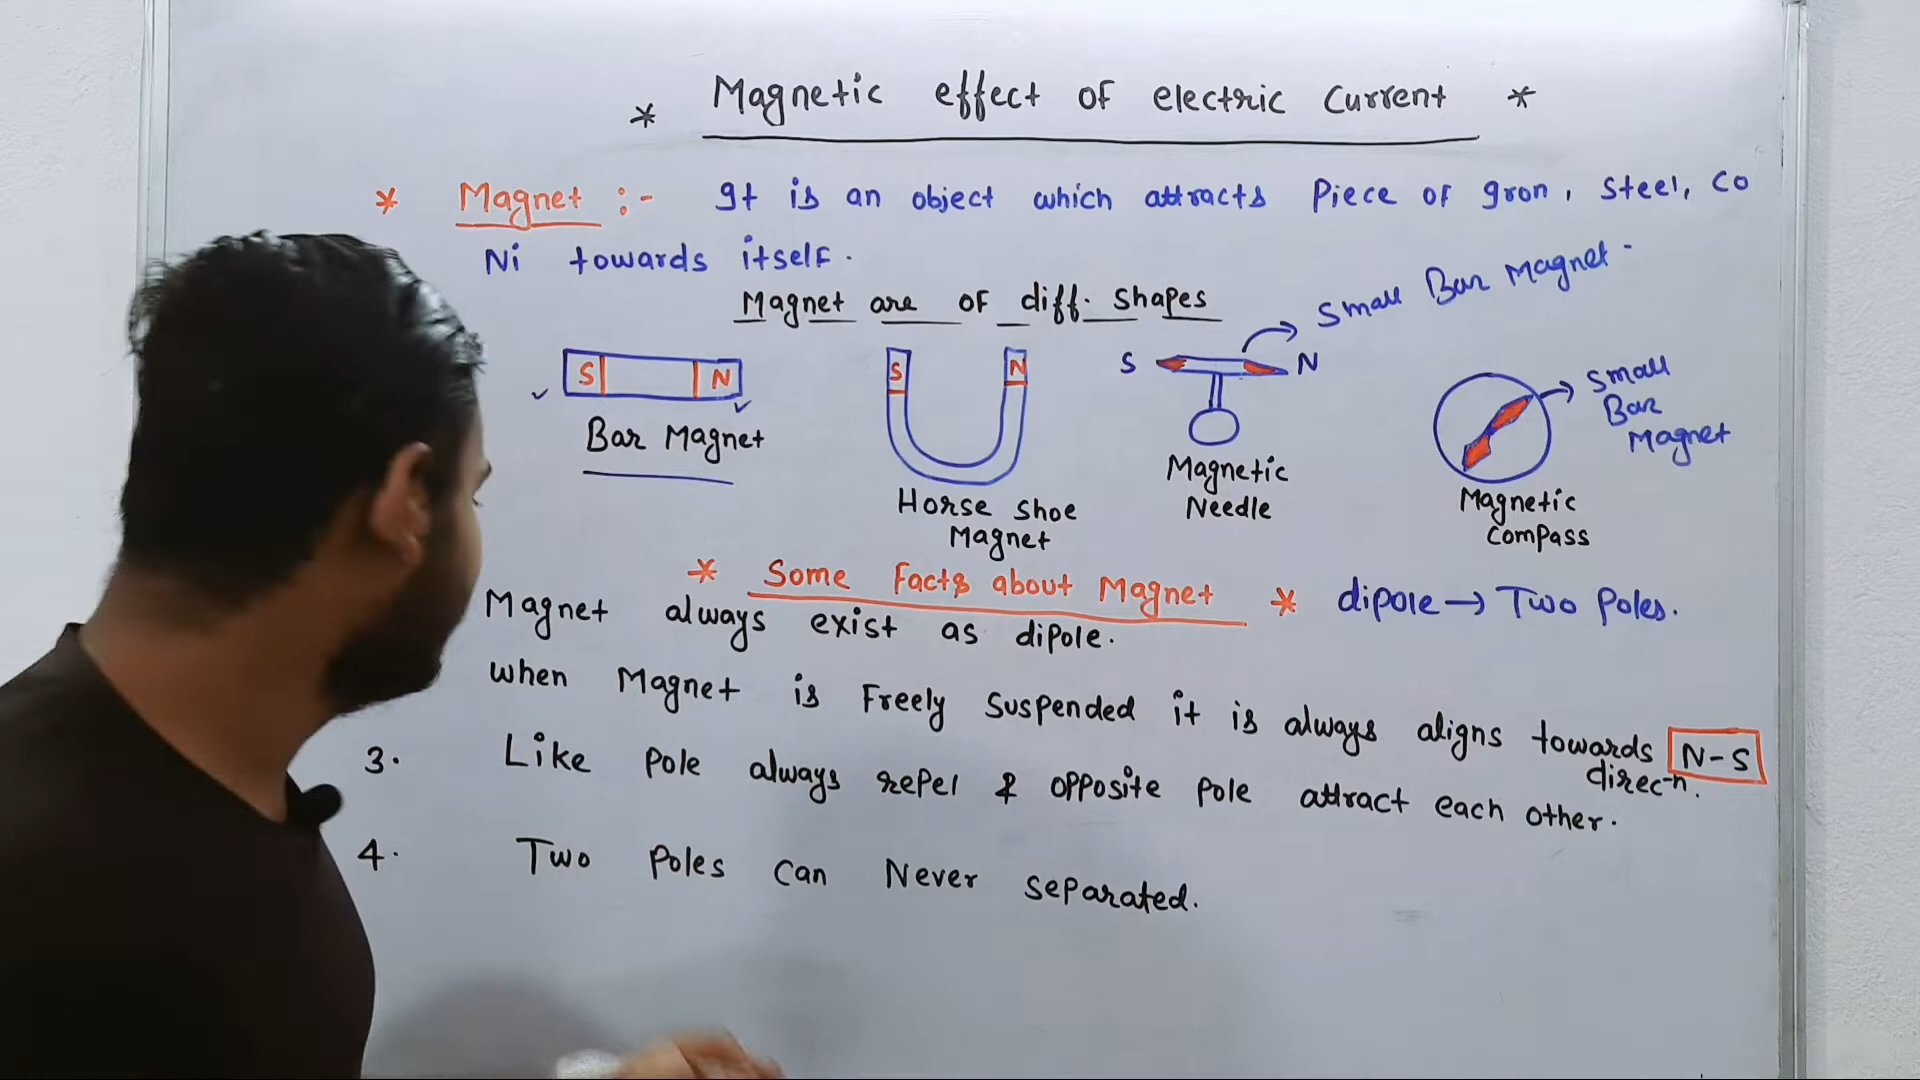 * Magnetic effect of electric Current *
* Magnet :- It is an object which attracts Piece of Iron, Steel, Co
Ni towards itself.
Magnet are of diff. shapes
S N
Bar Magnet
S N
Horse Shoe
Magnet
S N
Small Bar Magnet.
Magnetic
Needle
Small
Bar
Magnet
Magnetic
Compass
* Some Facts about Magnet * dipole → Two Poles.
Magnet always exist as dipole.
when Magnet is Freely Suspended it is always aligns towards N-S
direc-n.
3. Like Pole always repel & opposite Pole attract each other.
4. Two Poles Can Never separated.